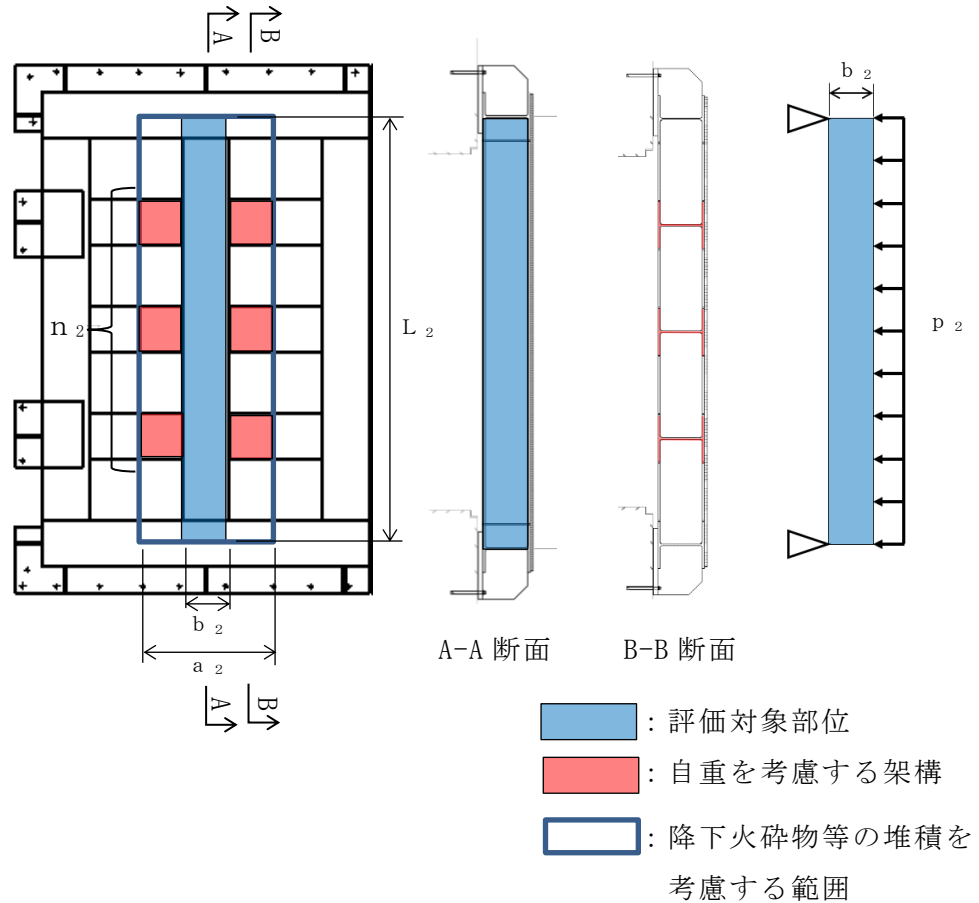 A
B
b ₂
n ₂
L ₂
p ₂
b ₂
a ₂
A
B
A-A 断面
B-B 断面
：評価対象部位
：自重を考慮する架構
：降下火砕物等の堆積を
考慮する範囲